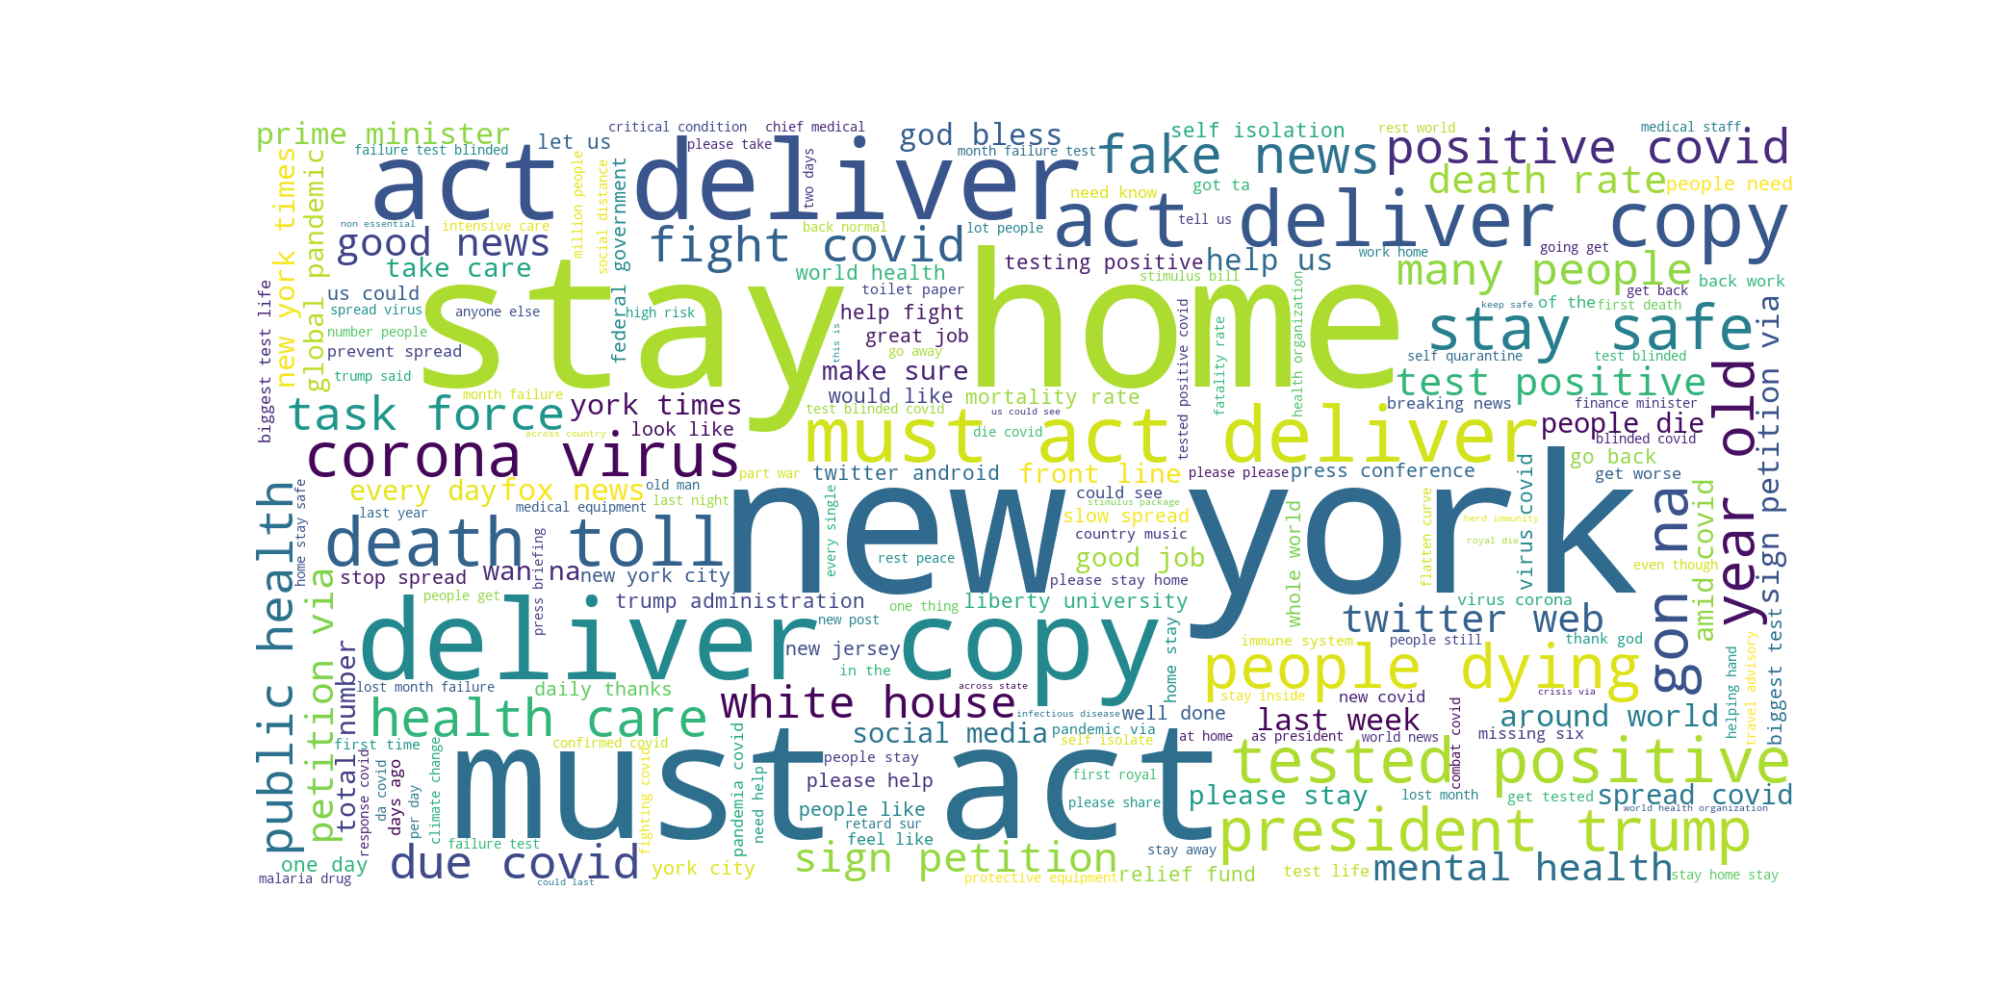 prime minister
failure test blinded
act deliver
let us
critical condition
please take
chief medical
two days
god bless
month failure test
fake news
self isolation
need know
got ta
rest world
positive covid
medical staff
death rate
people need
new york times
global pandemic
non essential
good news
intensive care
million people
social distance
federal government
fight covid
back normal
lot people
act deliver copy
tell us
take care
us could
spread virus
anyone else
number people
prevent spread
trump said
biggest test life
stay home
high risk
world health
toilet paper
help fight
great job
go away
this is
make sure
would like
testing positive
help us
stimulus bill
work home
going get
many people
get back
back work
keep safe
of the
first death
stay safe
self quarantine
test blinded
test positive
breaking news
finance minister
people die
blinded covid
go back
get worse
tested positive covid
fatality rate
health organization
year old
sign petition via
month failure
task force
york times
look like
across country
corona virus
test blinded covid
mortality rate
us could see
die covid
must act deliver
part war
twitter android
front line
please please
press conference
every day
fox news
old man
last night
last year
medical equipment
public health
home stay safe
death toll
every single
could see
stimulus package
slow spread
country music
good job
new york
rest peace
whole world
flatten curve
herd immunity
royal die
virus covid
gon na
amid covid
even though
stop spread
wan na
press briefing
new york city
please stay home
people get
trump administration
one thing
liberty university
new post
virus corona
twitter web
petition via
deliver copy
new jersey
in the
home stay
immune system
people still
thank god
people dying
travel advisory
helping hand
biggest test
lost month failure
daily thanks
across state
stay inside
new covid
crisis via
total number
health care
white house
infectious disease
well done
last week
around world
first time
confirmed covid
social media
pandemic via
at home
as president
world news
missing six
self isolate
must act
people stay
first royal
tested positive
combat covid
response covid
da covid
days ago
per day
climate change
fighting covid
pandemia covid
need help
please help
people like
please share
please stay
lost month
get tested
spread covid
world health organization
retard sur
feel like
president trump
failure test
stay away
one day
due covid
york city
sign petition
malaria drug
could last
protective equipment
relief fund
test life
mental health
stay home stay